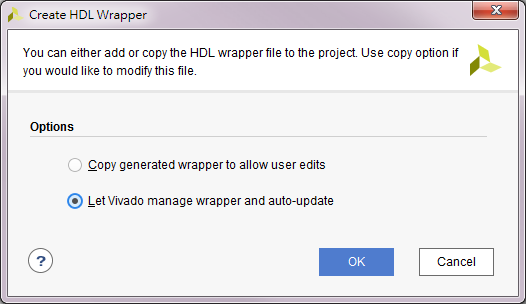 Create HDL Wrapper
You can either add or copy the HDL wrapper file to the project. Use copy option if
you would like to modify this file.
Options
Copy generated wrapper to allow user edits
Let Vivado manage wrapper and auto-update
?
OK
Cancel